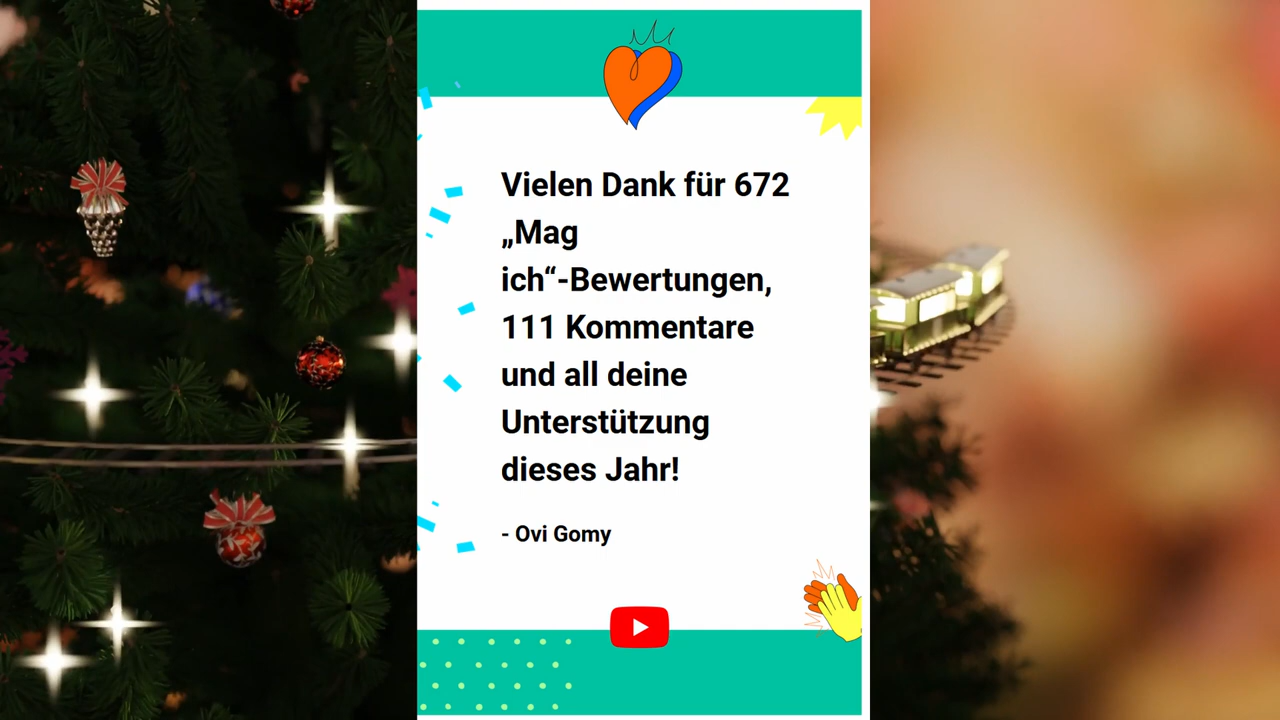 Vielen Dank für 672
„Mag
ich“-Bewertungen,
111 Kommentare
und all deine
Unterstützung
dieses Jahr!
- Ovi Gomy